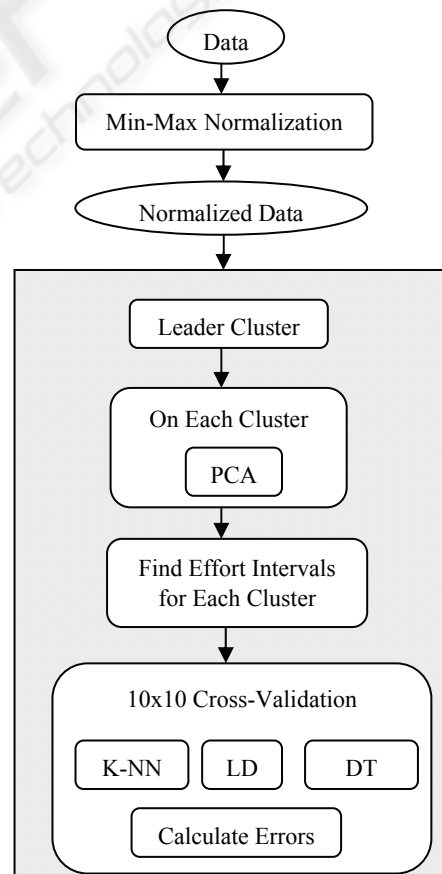 Data
Min-Max Normalization
Normalized Data
Leader Cluster
On Each Cluster
PCA
Find Effort Intervals
for Each Cluster
10x10 Cross-Validation
K-NN LD DT
Calculate Errors